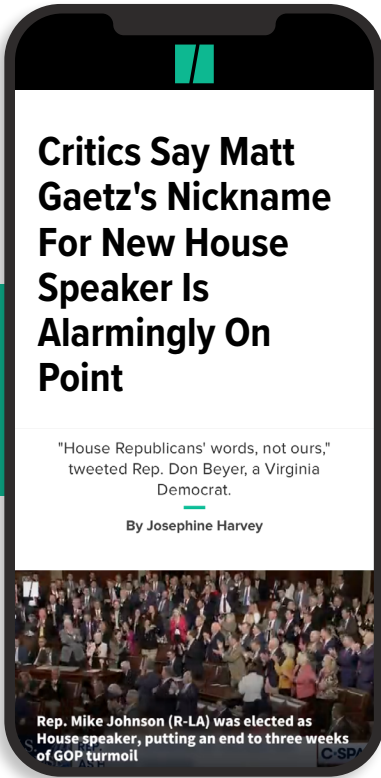 Critics Say Matt
Gaetz's Nickname
For New House
Speaker Is
Alarmingly On
Point
"House Republicans' words, not ours,"
tweeted Rep. Don Beyer, a Virginia
Democrat.
By Josephine Harvey
Rep. Mike Johnson (R-LA) was elected as
House speaker, putting an end to three weeks
of GOP turmoil